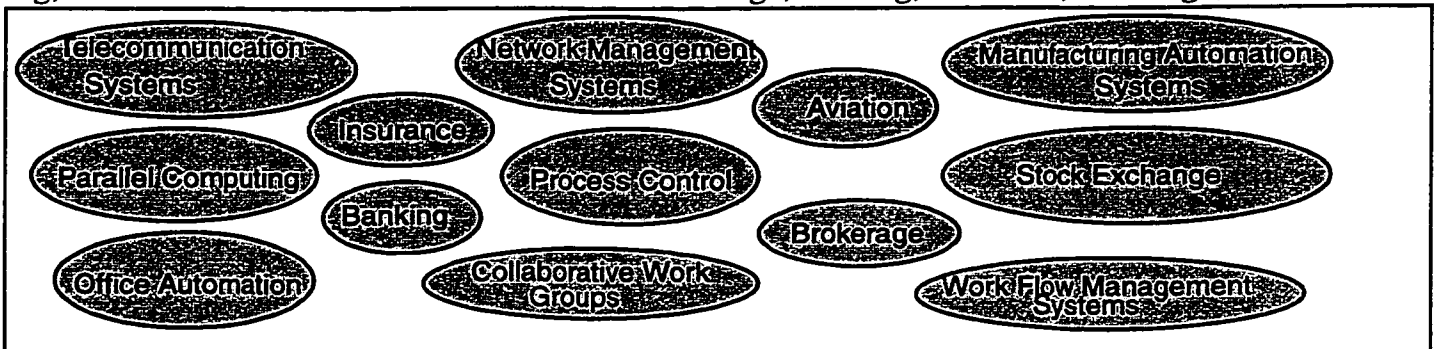 Telecommunication
Systems
Network Management
Systems
Manufacturing Automation
Systems
Insurance
Aviation
Parallel Computing
Process Control
Stock Exchange
Banking
Brokerage
Office Automation
Collaborative Work
Groups
Work Flow Management
Systems